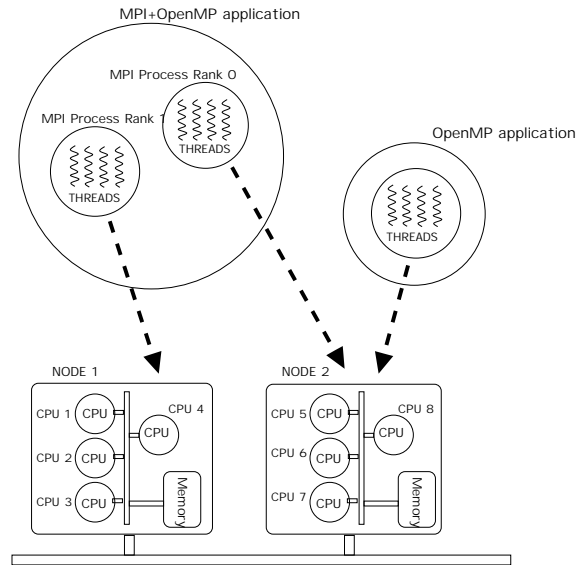 MPI+OpenMP application
MPI Process Rank 0
MPI Process Rank 1
THREADS
OpenMP application
THREADS
THREADS
NODE 1
NODE 2
CPU 1
CPU
CPU 4
CPU
CPU 2
CPU
CPU 3
CPU
Memory
CPU 5
CPU
CPU 8
CPU
CPU 6
CPU
CPU 7
CPU
Memory